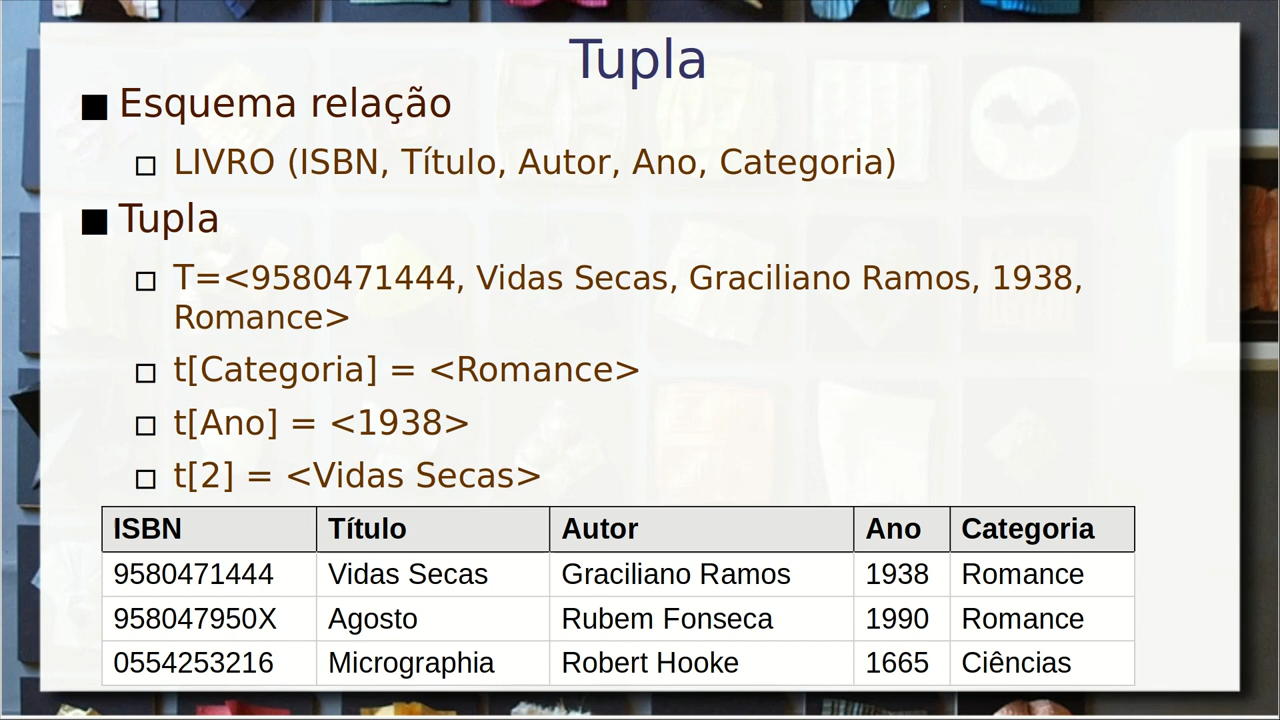 Tupla
Esquema relação
LIVRO (ISBN, Título, Autor, Ano, Categoria)
Tupla
T=<9580471444, Vidas Secas, Graciliano Ramos, 1938,
Romance>
t[Categoria] = <Romance>
t[Ano] = <1938>
t[2] = <Vidas Secas>
ISBN Título Autor Ano Categoria
9580471444 Vidas Secas Graciliano Ramos 1938 Romance
958047950X Agosto Rubem Fonseca 1990 Romance
0554253216 Micrographia Robert Hooke 1665 Ciências